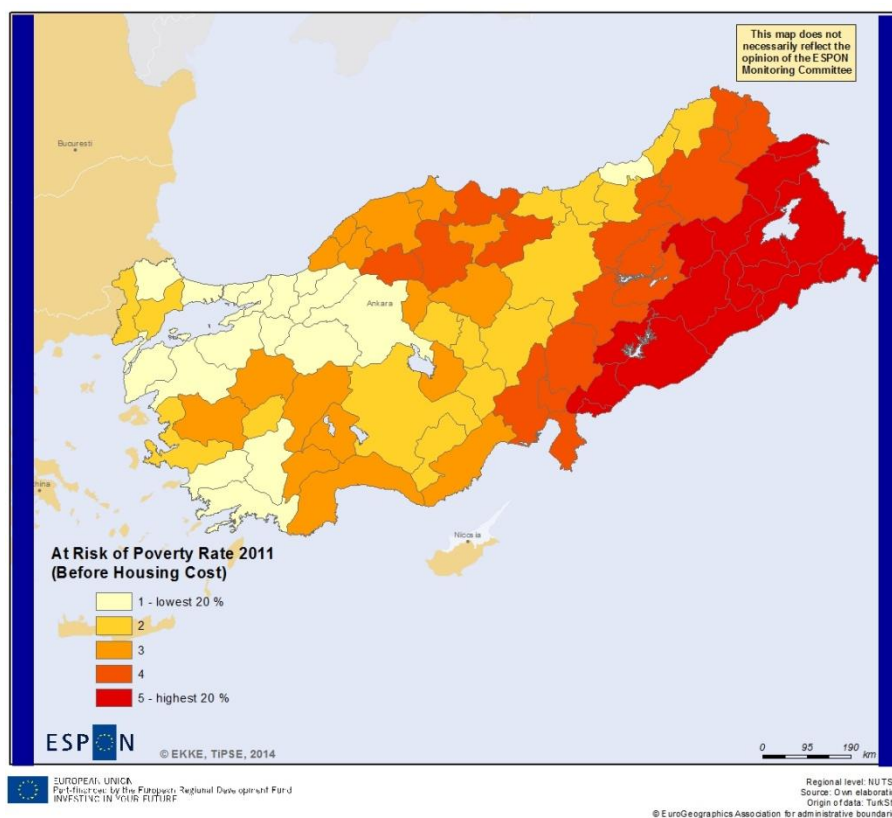 This map does not
necessarily reflect the
opinion of the ESPON
Monitoring Committee
Bucuresti
Ankara
Nicosia
At Risk of Poverty Rate 2011
(Before Housing Cost)
1 - lowest 20 %
2
3
4
5 - highest 20 %
ESPON
© EKKE, TiPSE, 2014
0 95 190
km
EUROPEAN UNION
Part-financed by the European Regional Development Fund
INVESTING IN YOUR FUTURE
Regional level: NUTS
Source: Own elaborati
Origin of data: TurkSt
© EuroGeographics Association for administrative boundari